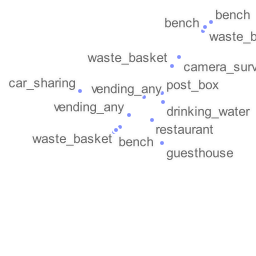 bench
bench
waste_b
waste_basket
camera_surv
car_sharing
vending_any
post_box
vending_any
drinking_water
restaurant
waste_basket
bench
guesthouse